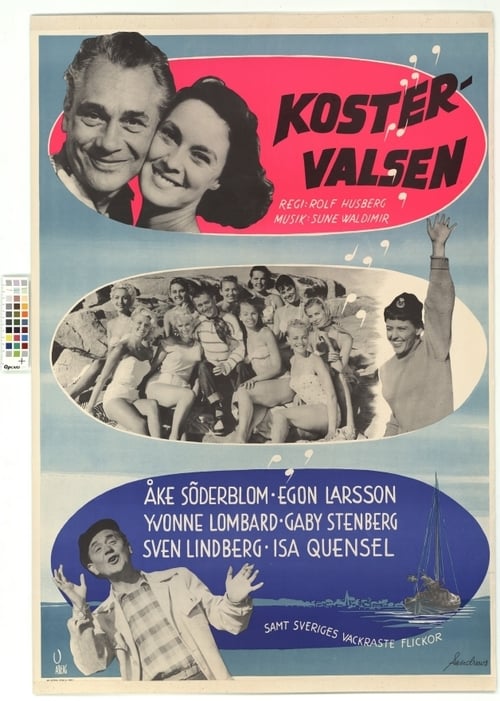 KOSTER-
VALSEN
REGI: ROLF HUSBERG
MUSIK: SUNE WALDIMIR
ÅKE SÖDERBLOM · EGON LARSSON
YVONNE LOMBARD · GABY STENBERG
SVEN LINDBERG · ISA QUENSEL
SAMT SVERIGES VACKRASTE FLICKOR